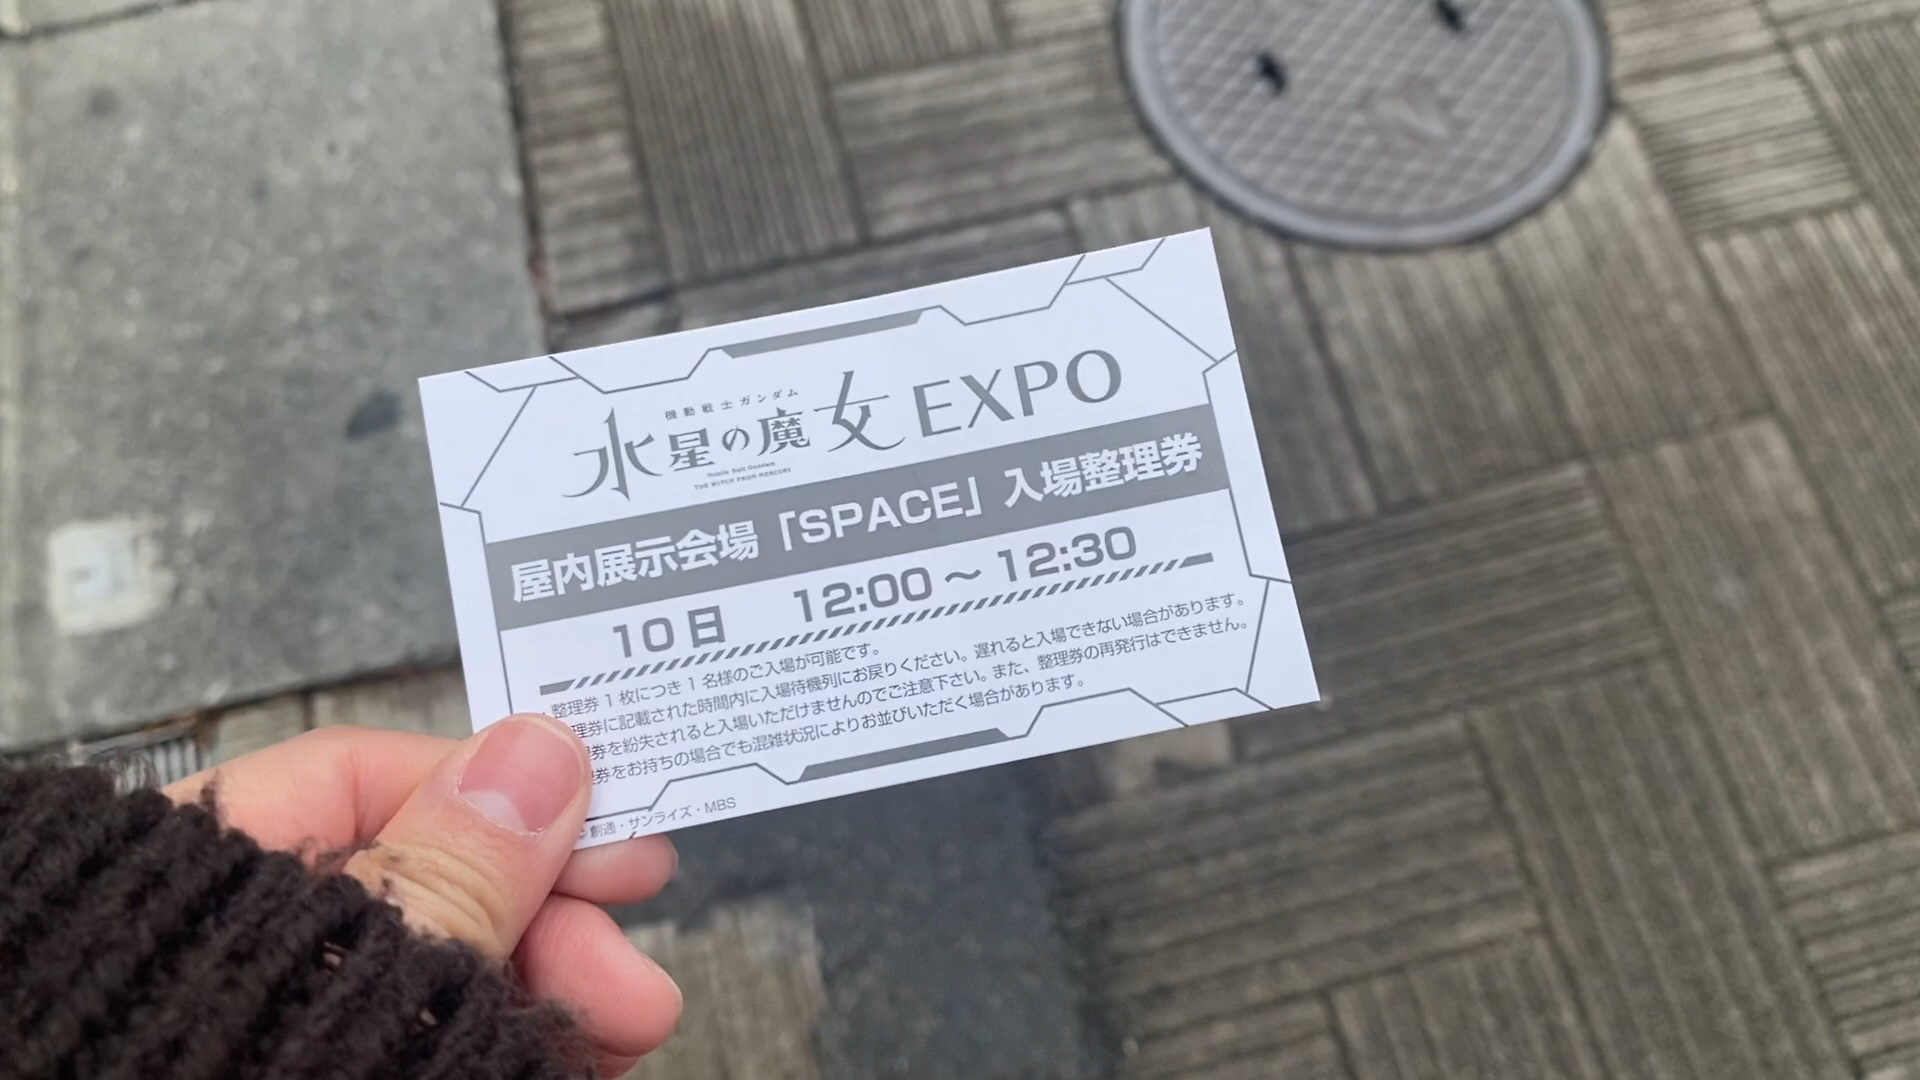 機動戦士ガンダム
水星の魔女 EXPO
Mobile Suit Gundam
THE WITCH FROM MERCURY
屋内展示会場「SPACE」入場整理券
10日 12:00～12:30
整理券1枚につき1名様のご入場が可能です。
理券に記載された時間内に入場待機列にお戻りください。遅れると入場できない場合があります。
券を紛失されると入場いただけませんのでご注意下さい。また、整理券の再発行はできません。
券をお持ちの場合でも混雑状況によりお並びいただく場合があります。
© 創通・サンライズ・MBS